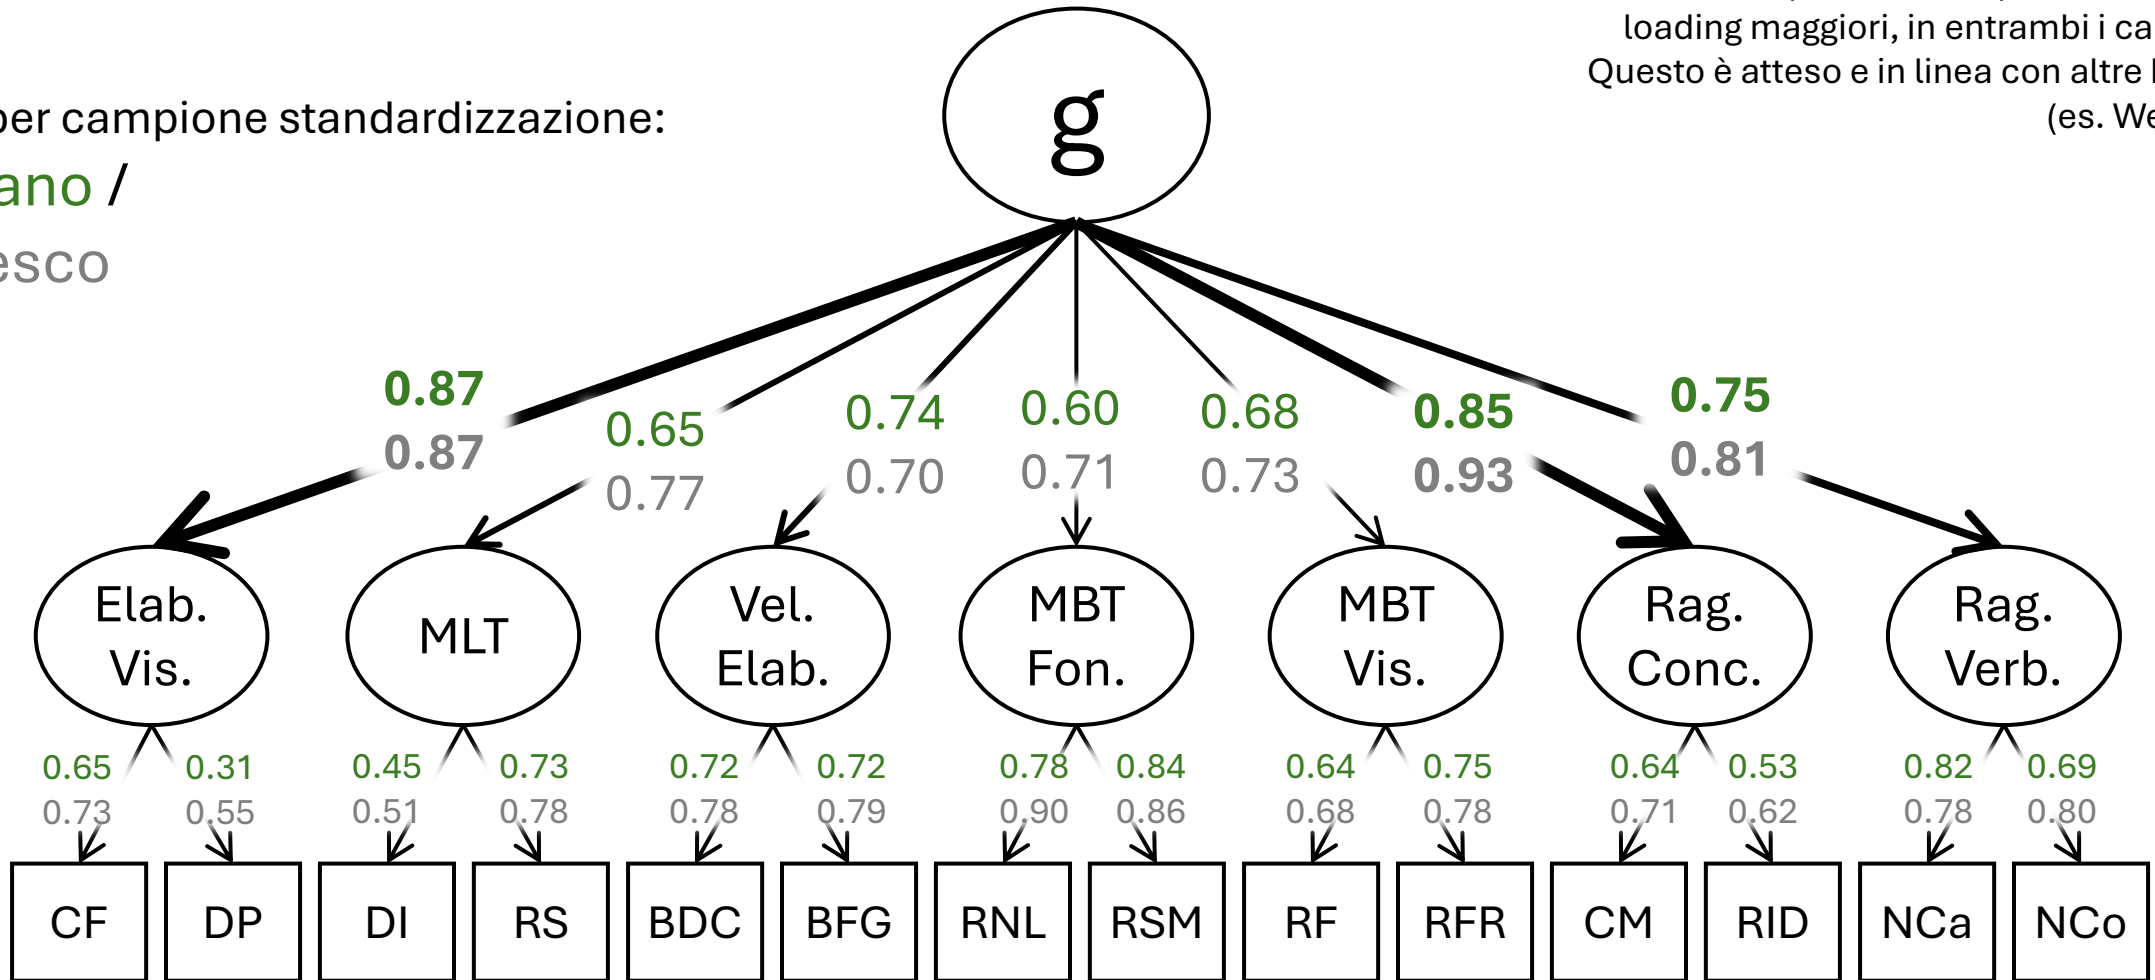 loading maggiori, in entrambi i ca
Questo è atteso e in linea con altre
(es. We
per campione standardizzazione:
ano /
esco
g
0.87
0.87
0.65
0.77
0.74
0.70
0.60
0.71
0.68
0.73
0.85
0.93
0.75
0.81
Elab.
Vis.
MLT
Vel.
Elab.
MBT
Fon.
MBT
Vis.
Rag.
Conc.
Rag.
Verb.
0.65 0.31 0.45 0.73 0.72 0.72 0.78 0.84 0.64 0.75 0.64 0.53 0.82 0.69
0.73 0.55 0.51 0.78 0.78 0.79 0.90 0.86 0.68 0.78 0.71 0.62 0.78 0.80
CF DP DI RS BDC BFG RNL RSM RF RFR CM RID NCa NCo